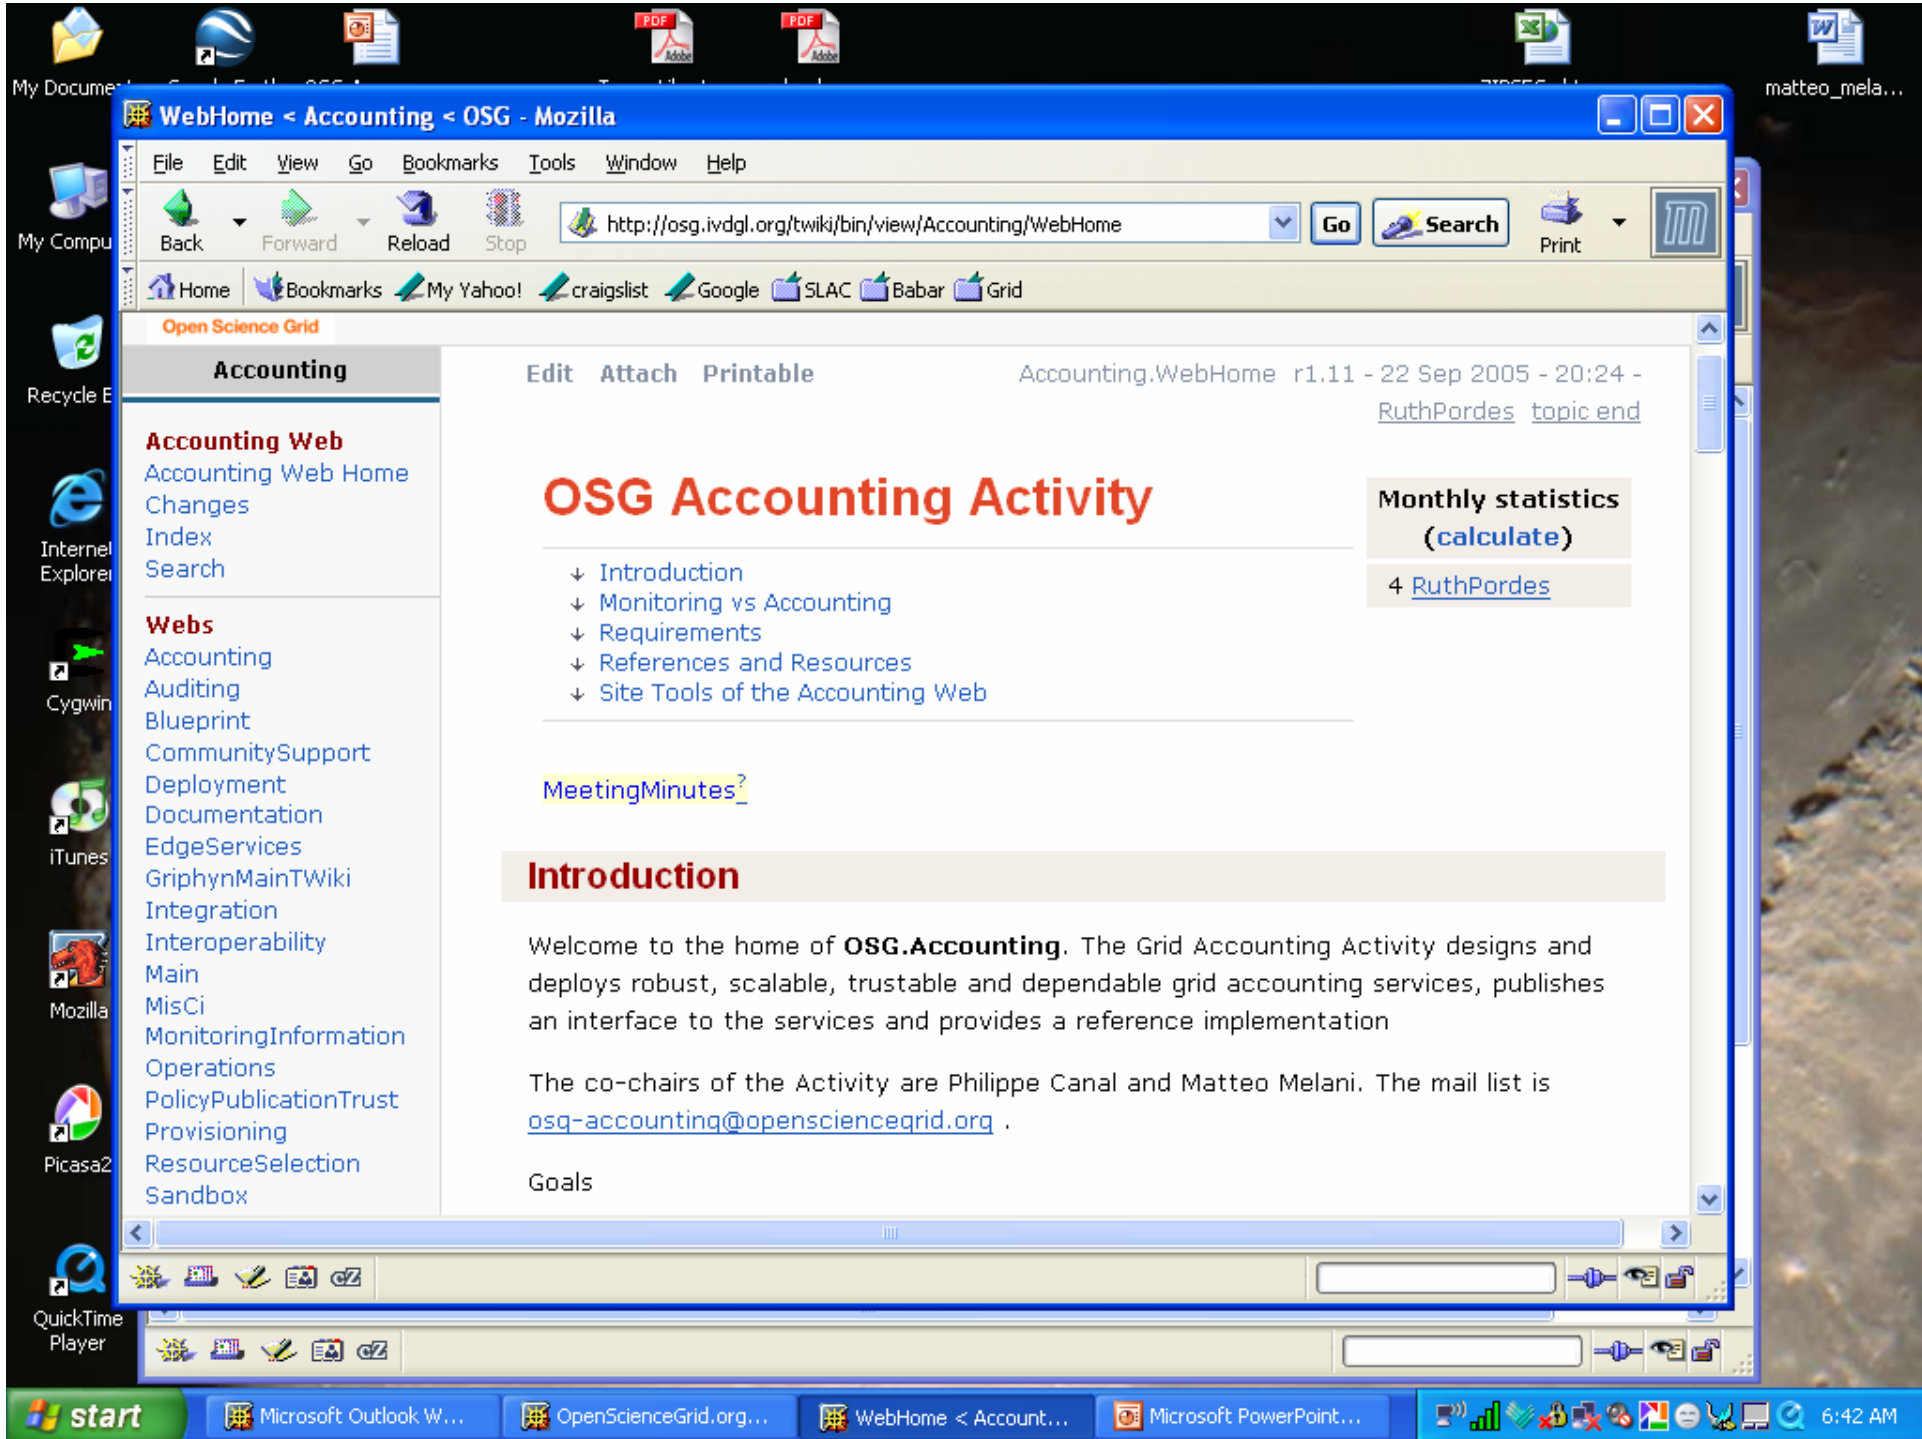 My Docume
matteo_mela...
WebHome < Accounting < OSG - Mozilla
File Edit View Go Bookmarks Tools Window Help
My Compu
Back Forward Reload Stop http://osg.ivdgl.org/twiki/bin/view/Accounting/WebHome Go Search Print
Home Bookmarks My Yahoo! craigslist Google SLAC Babar Grid
Open Science Grid
Accounting
Edit Attach Printable Accounting.WebHome r1.11 - 22 Sep 2005 - 20:24 -
RuthPordes topic end
Recycle B
Accounting Web
Accounting Web Home
Changes
Index
Search
Webs
Accounting
Auditing
Blueprint
CommunitySupport
Deployment
Documentation
EdgeServices
GriphynMainTWiki
Integration
Interoperability
Main
MisCi
MonitoringInformation
Operations
PolicyPublicationTrust
Provisioning
ResourceSelection
Sandbox
OSG Accounting Activity
Monthly statistics
(calculate)
4 RuthPordes
Introduction
Monitoring vs Accounting
Requirements
References and Resources
Site Tools of the Accounting Web
MeetingMinutes?
Introduction
Welcome to the home of OSG.Accounting. The Grid Accounting Activity designs and
deploys robust, scalable, trustable and dependable grid accounting services, publishes
an interface to the services and provides a reference implementation
The co-chairs of the Activity are Philippe Canal and Matteo Melani. The mail list is
osg-accounting@opensciencegrid.org .
Goals
Internet
Explorer
Cygwin
iTunes
Mozilla
Picasa2
QuickTime
Player
start
Microsoft Outlook W...
OpenScienceGrid.org...
WebHome < Account...
Microsoft PowerPoint...
6:42 AM